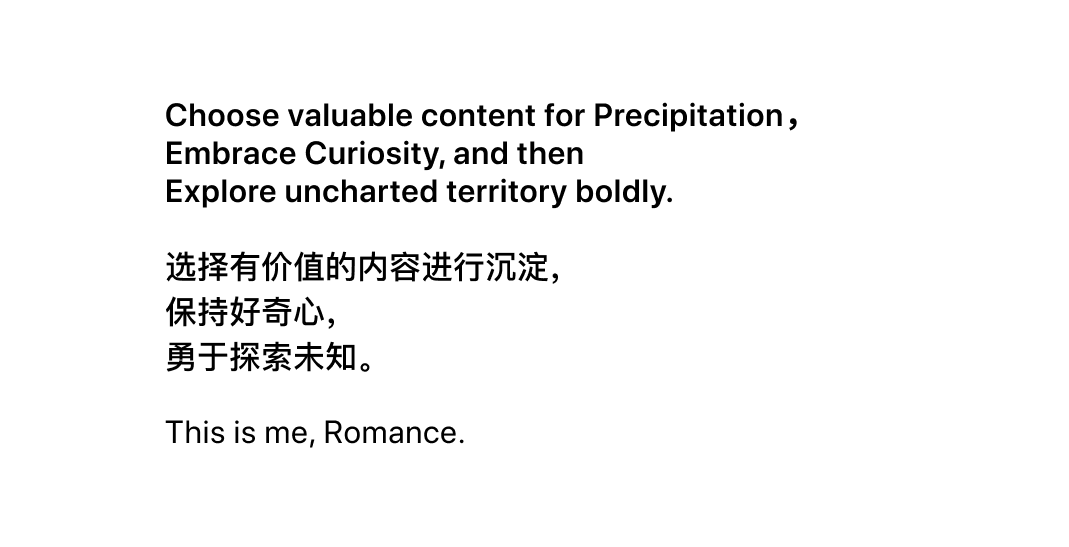 Choose valuable content for Precipitation，
Embrace Curiosity, and then
Explore uncharted territory boldly.
选择有价值的内容进行沉淀，
保持好奇心，
勇于探索未知。
This is me, Romance.